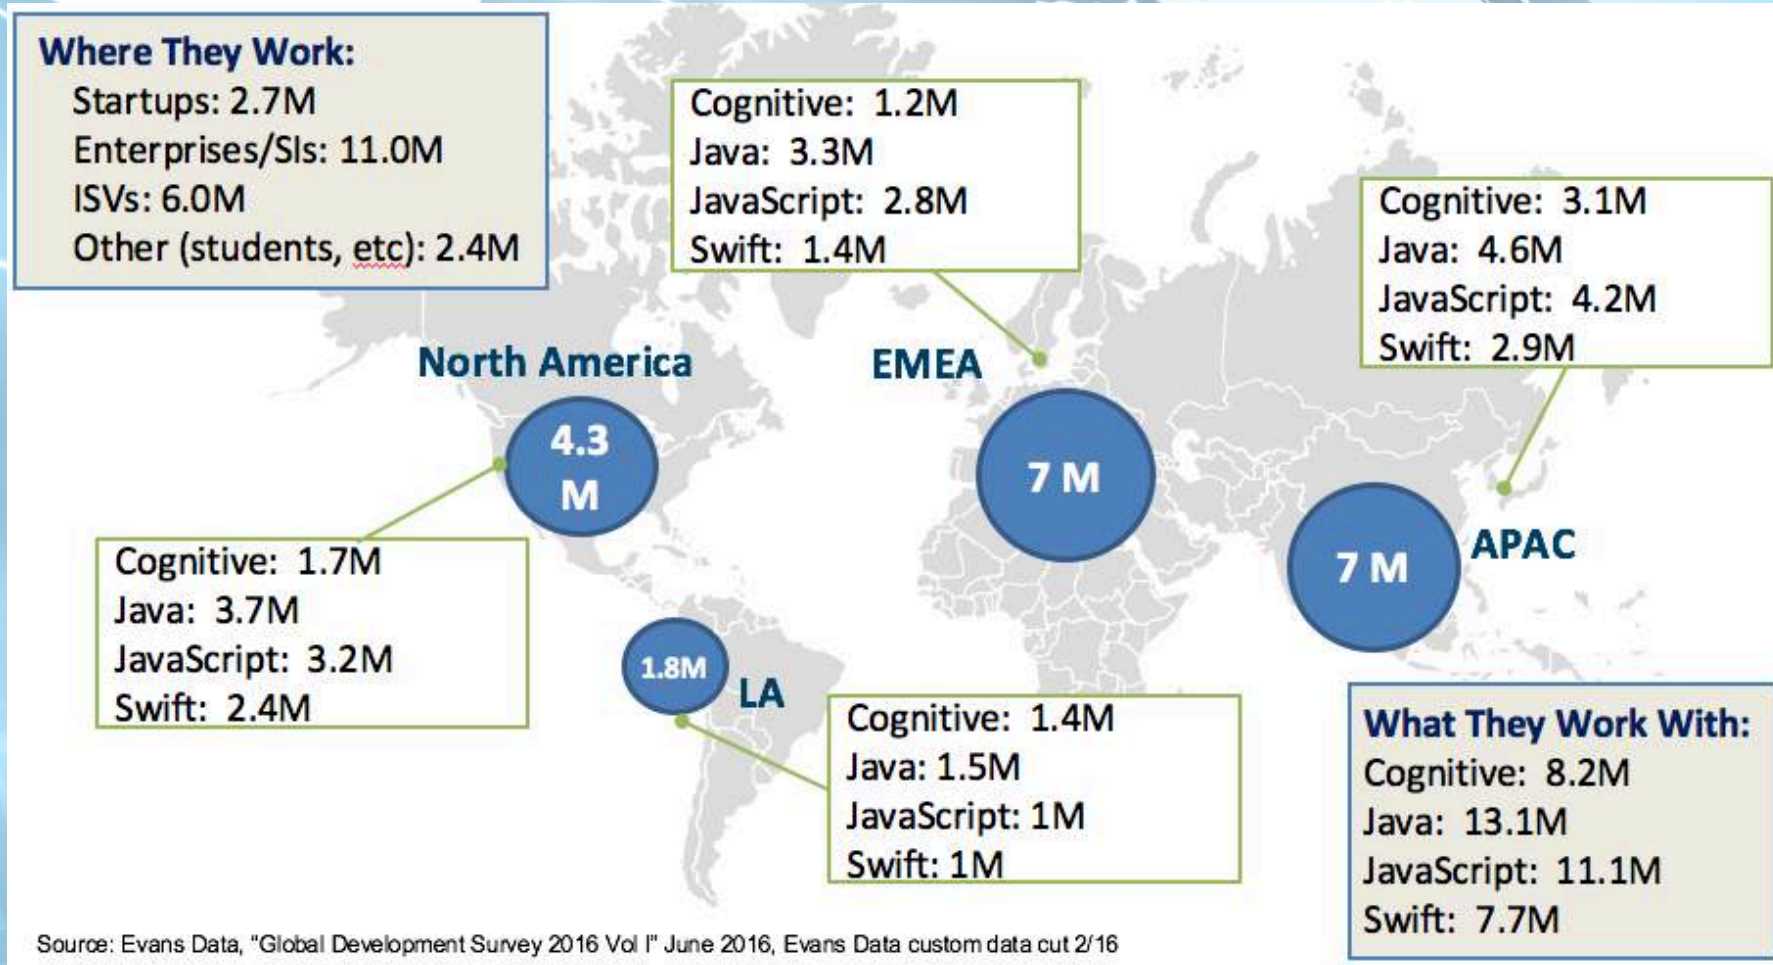 Where They Work:
Startups: 2.7M
Enterprises/SIs: 11.0M
ISVs: 6.0M
Other (students, etc): 2.4M
Cognitive: 1.2M
Java: 3.3M
JavaScript: 2.8M
Swift: 1.4M
Cognitive: 3.1M
Java: 4.6M
JavaScript: 4.2M
Swift: 2.9M
North America
4.3
M
EMEA
7 M
7 M
APAC
Cognitive: 1.7M
Java: 3.7M
JavaScript: 3.2M
Swift: 2.4M
1.8M
LA
Cognitive: 1.4M
Java: 1.5M
JavaScript: 1M
Swift: 1M
What They Work With:
Cognitive: 8.2M
Java: 13.1M
JavaScript: 11.1M
Swift: 7.7M
Source: Evans Data, "Global Development Survey 2016 Vol I" June 2016, Evans Data custom data cut 2/16